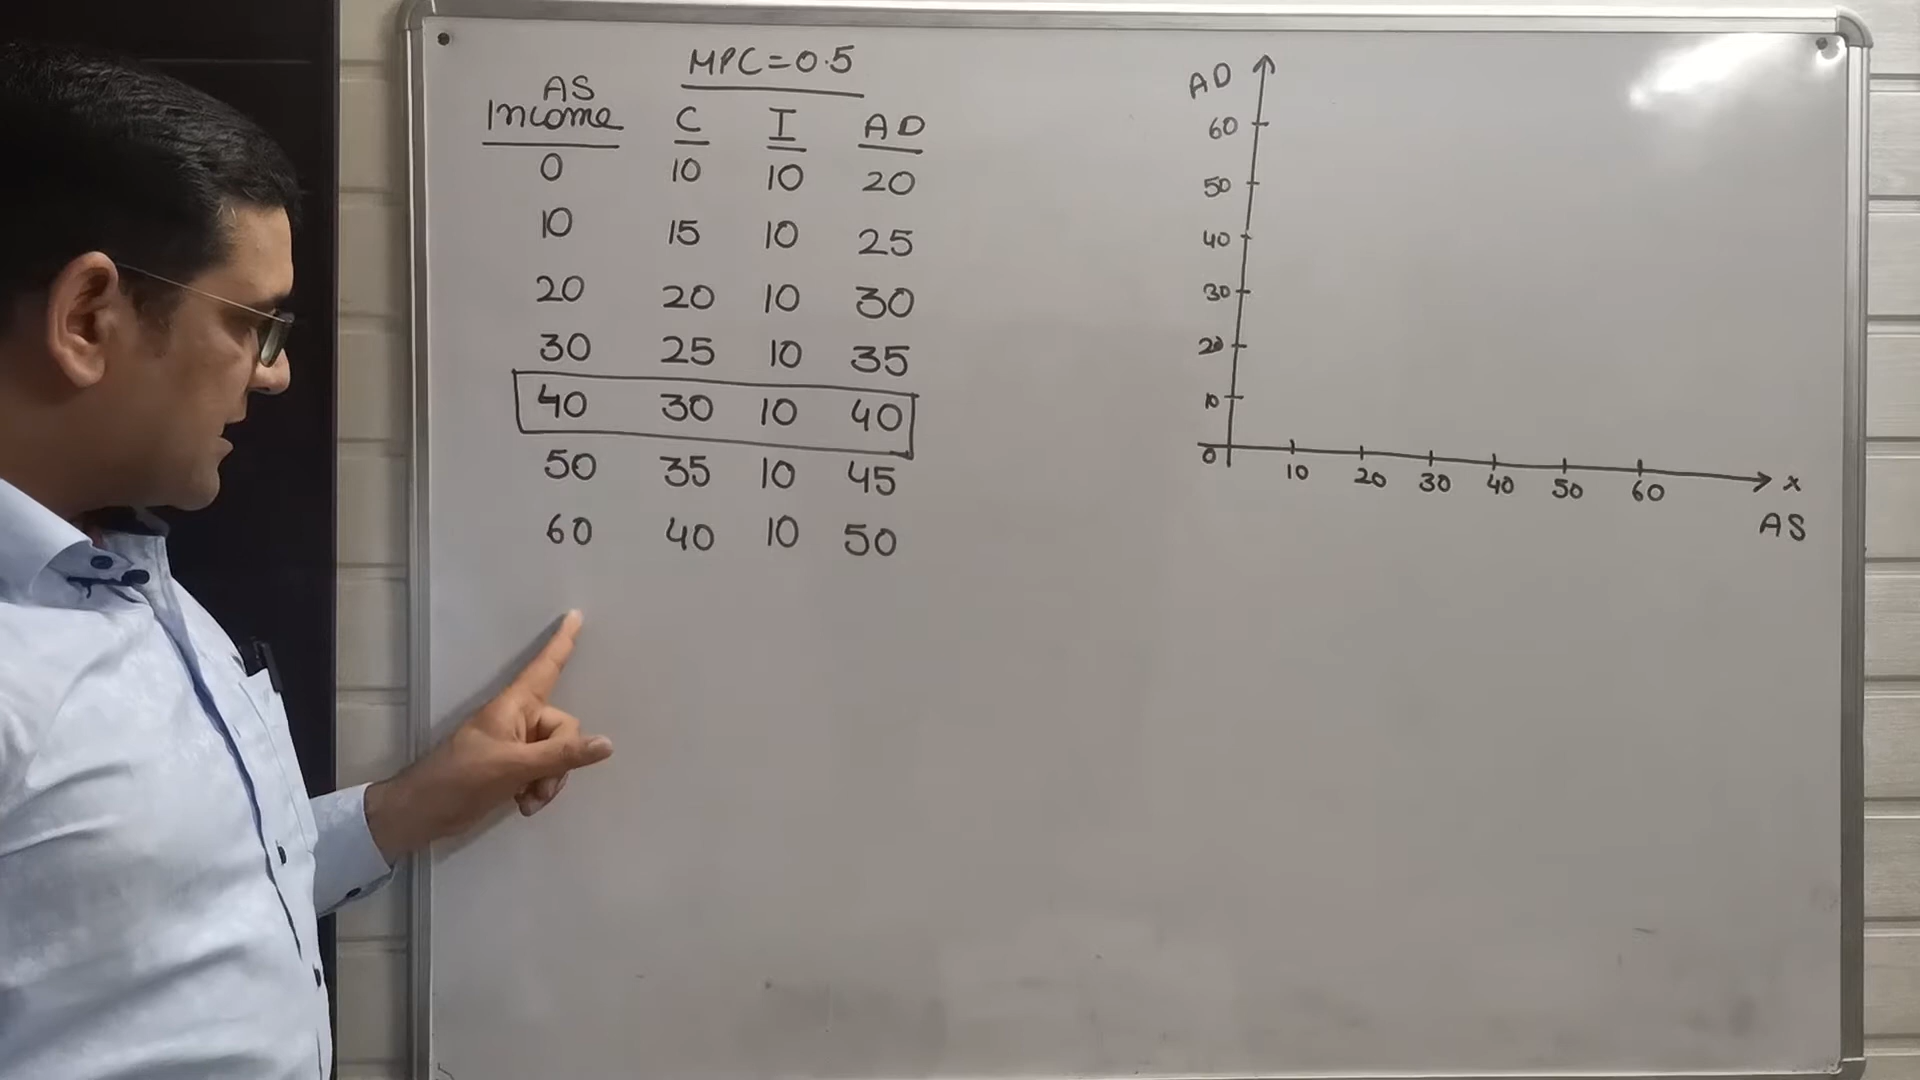 MPC=0.5
AS
Income C I AD
0 10 10 20
10 15 10 25
20 20 10 30
30 25 10 35
40 30 10 40
50 35 10 45
60 40 10 50
AD
60
50
40
30
20
10
0 10 20 30 40 50 60 x
AS